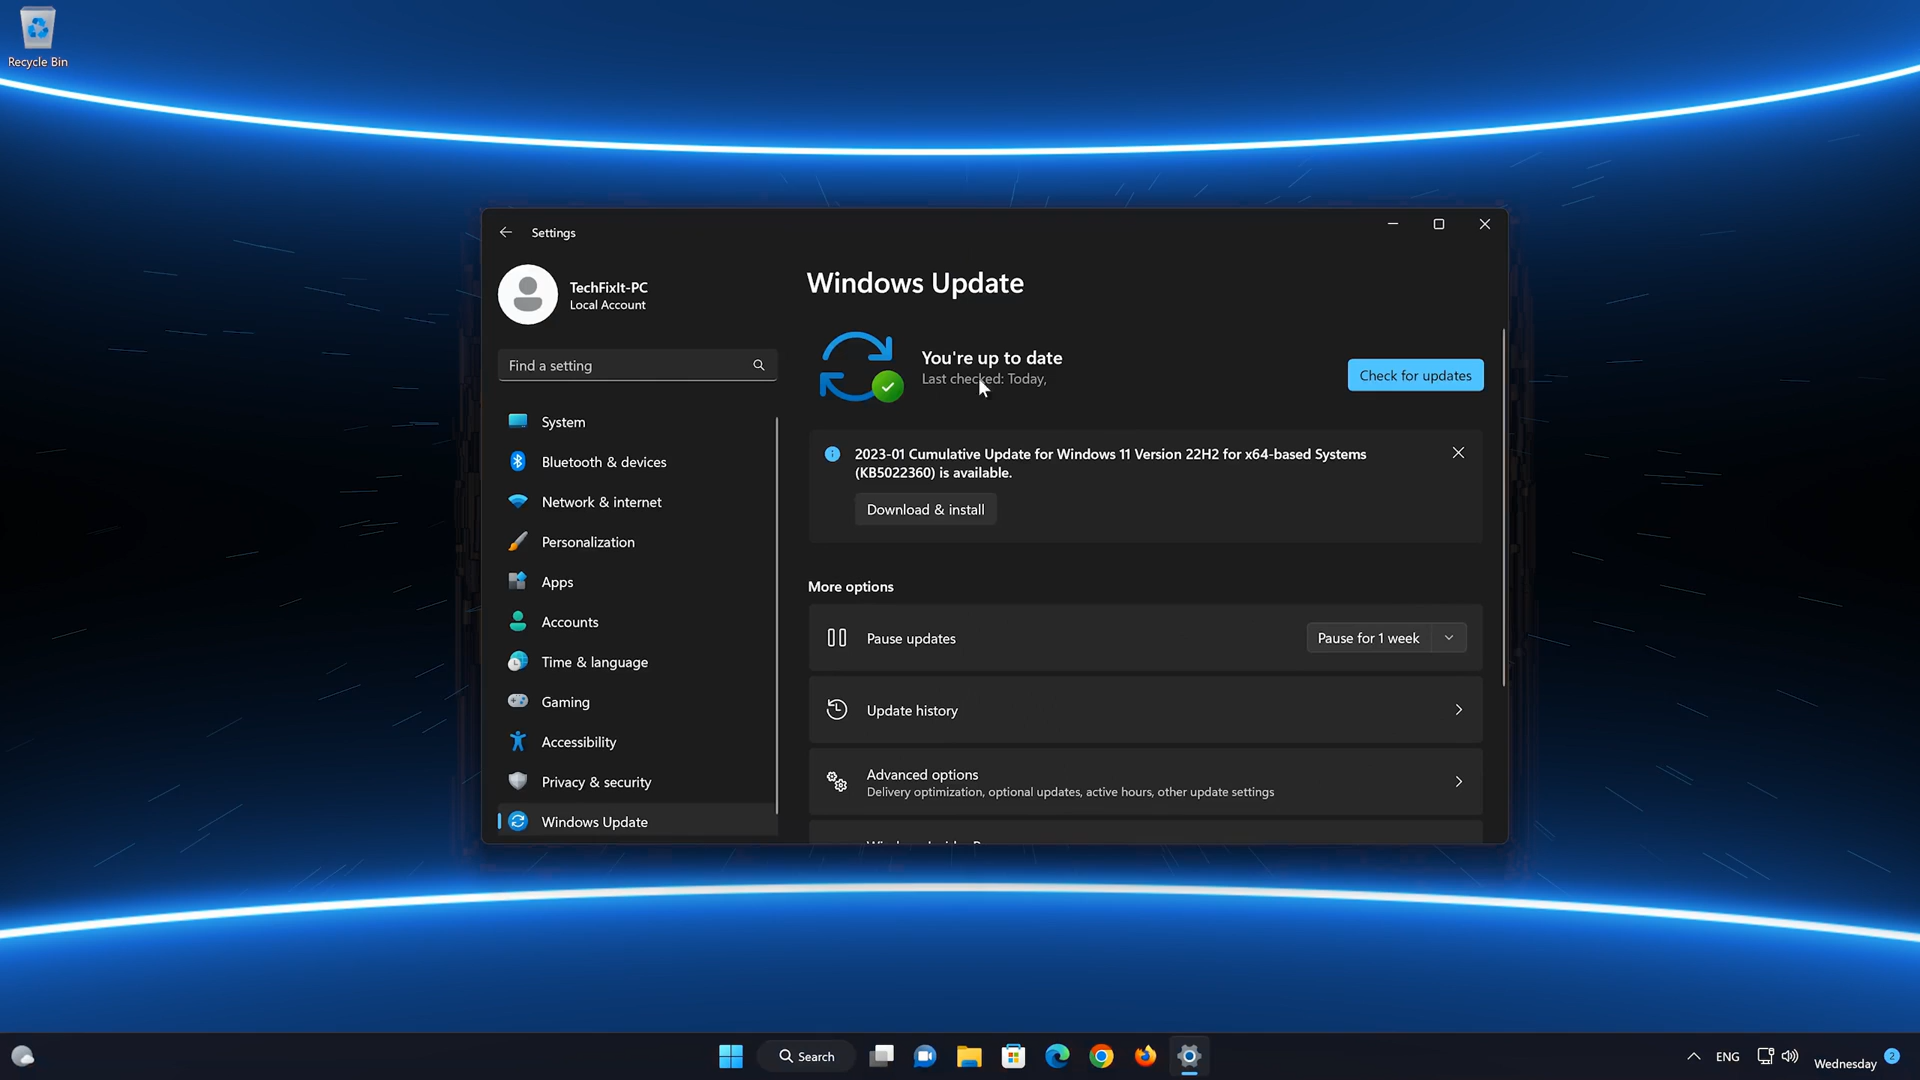 Recycle Bin
Settings
TechFixIt-PC
Local Account
Find a setting
System
Bluetooth & devices
Network & internet
Personalization
Apps
Accounts
Time & language
Gaming
Accessibility
Privacy & security
Windows Update
Windows Update
You're up to date
Last checked: Today,
Check for updates
2023-01 Cumulative Update for Windows 11 Version 22H2 for x64-based Systems
(KB5022360) is available.
Download & install
More options
Pause updates
Pause for 1 week
Update history
Advanced options
Delivery optimization, optional updates, active hours, other update settings
Search
ENG
Wednesday
2